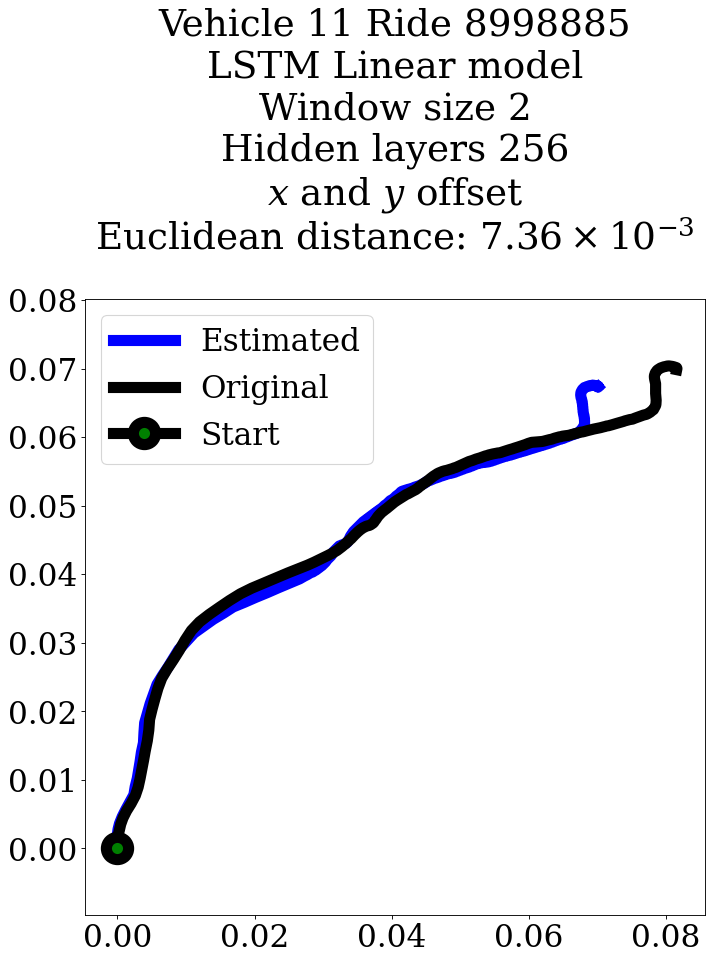 Vehicle 11 Ride 8998885
LSTM Linear model
Window size 2
Hidden layers 256
x and y offset
Euclidean distance: 7.36 × 10⁻³
Estimated
Original
Start
0.08
0.07
0.06
0.05
0.04
0.03
0.02
0.01
0.00
0.00 0.02 0.04 0.06 0.08